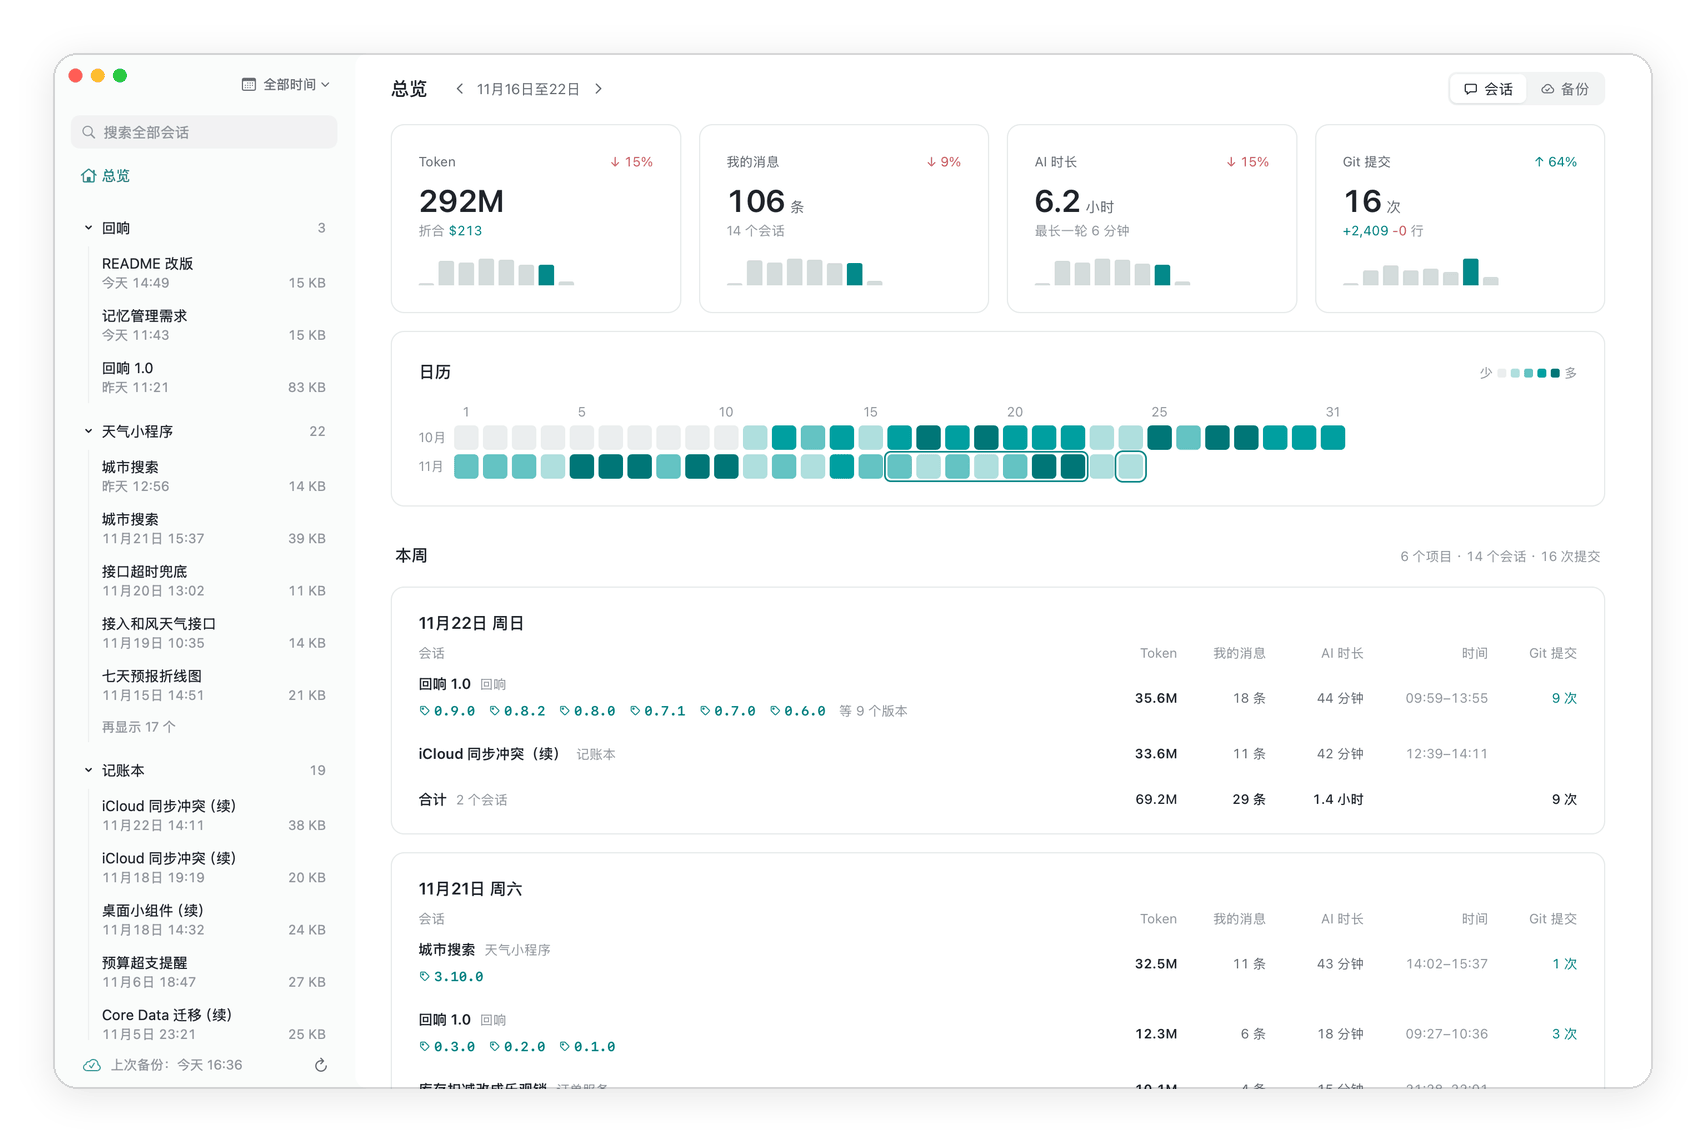 全部时间
搜索全部会话
总览
回响 3
README 改版
今天 14:49 15 KB
记忆管理需求
今天 11:43 15 KB
回响 1.0
昨天 11:21 83 KB
天气小程序 22
城市搜索
昨天 12:56 14 KB
城市搜索
11月21日 15:37 39 KB
接口超时兜底
11月20日 13:02 11 KB
接入和风天气接口
11月19日 10:35 14 KB
七天预报折线图
11月15日 14:51 21 KB
再显示 17 个
记账本 19
iCloud 同步冲突 (续)
11月22日 14:11 38 KB
iCloud 同步冲突 (续)
11月18日 19:19 20 KB
桌面小组件 (续)
11月18日 14:32 24 KB
预算超支提醒
11月6日 18:47 27 KB
Core Data 迁移 (续)
11月5日 23:21 25 KB
上次备份：今天 16:36
总览 11月16日至22日 会话 备份
Token ↓ 15%
292M
折合 $213
我的消息 ↓ 9%
106 条
14 个会话
AI 时长 ↓ 15%
6.2 小时
最长一轮 6 分钟
Git 提交 ↑ 64%
16 次
+2,409 -0 行
日历 少 多
1 5 10 15 20 25 31
10月
11月
本周 6 个项目 · 14 个会话 · 16 次提交
11月22日 周日
会话 Token 我的消息 AI 时长 时间 Git 提交
回响 1.0 回响 35.6M 18 条 44 分钟 09:59–13:55 9 次
0.9.0 0.8.2 0.8.0 0.7.1 0.7.0 0.6.0 等 9 个版本
iCloud 同步冲突（续） 记账本 33.6M 11 条 42 分钟 12:39–14:11
合计 2 个会话 69.2M 29 条 1.4 小时 9 次
11月21日 周六
会话 Token 我的消息 AI 时长 时间 Git 提交
城市搜索 天气小程序 32.5M 11 条 43 分钟 14:02–15:37 1 次
3.10.0
回响 1.0 回响 12.3M 6 条 18 分钟 09:27–10:36 3 次
0.3.0 0.2.0 0.1.0
库存扣减改成乐观锁 订单服务